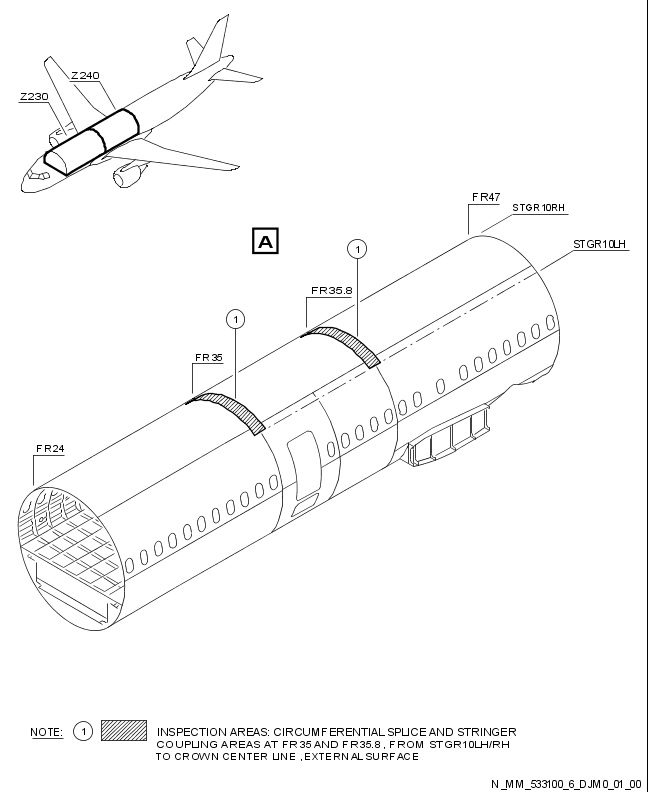 Z240
Z230
FR47
STGR10RH
A
1
STGR10LH
FR35.8
1
FR35
FR24
NOTE: 1 INSPECTION AREAS: CIRCUMFERENTIAL SPLICE AND STRINGER
COUPLING AREAS AT FR35 AND FR35.8, FROM STGR10LH/RH
TO CROWN CENTER LINE, EXTERNAL SURFACE
N_MM_533100_6_DJM0_01_00